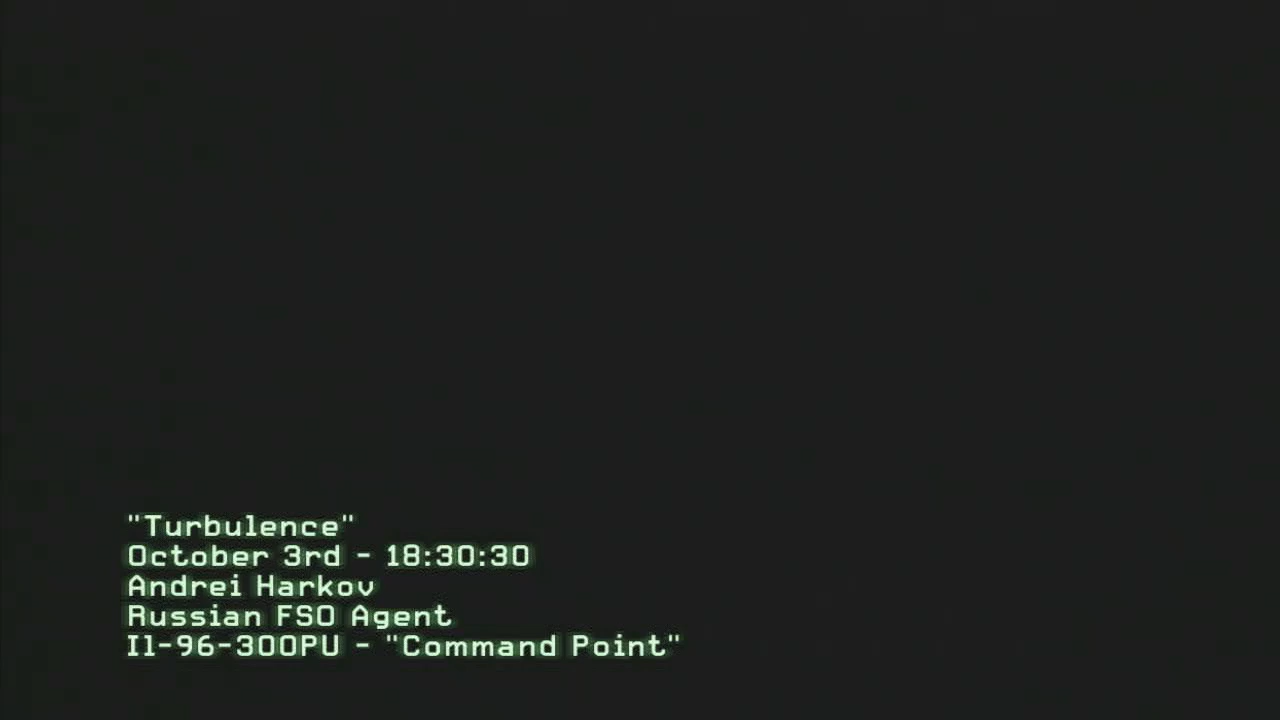 "Turbulence"
October 3rd - 18:30:30
Andrei Harkov
Russian FSO Agent
Il-96-300PU - "Command Point"